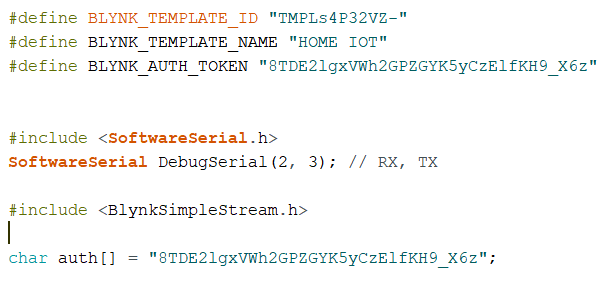 #define BLYNK_TEMPLATE_ID "TMPLs4P32VZ-"
#define BLYNK_TEMPLATE_NAME "HOME IOT"
#define BLYNK_AUTH_TOKEN "8TDE2lgxVWh2GPZGYK5yCzElfKH9_X6z"
#include <SoftwareSerial.h>
SoftwareSerial DebugSerial(2, 3); // RX, TX
#include <BlynkSimpleStream.h>
char auth[] = "8TDE2lgxVWh2GPZGYK5yCzElfKH9_X6z";